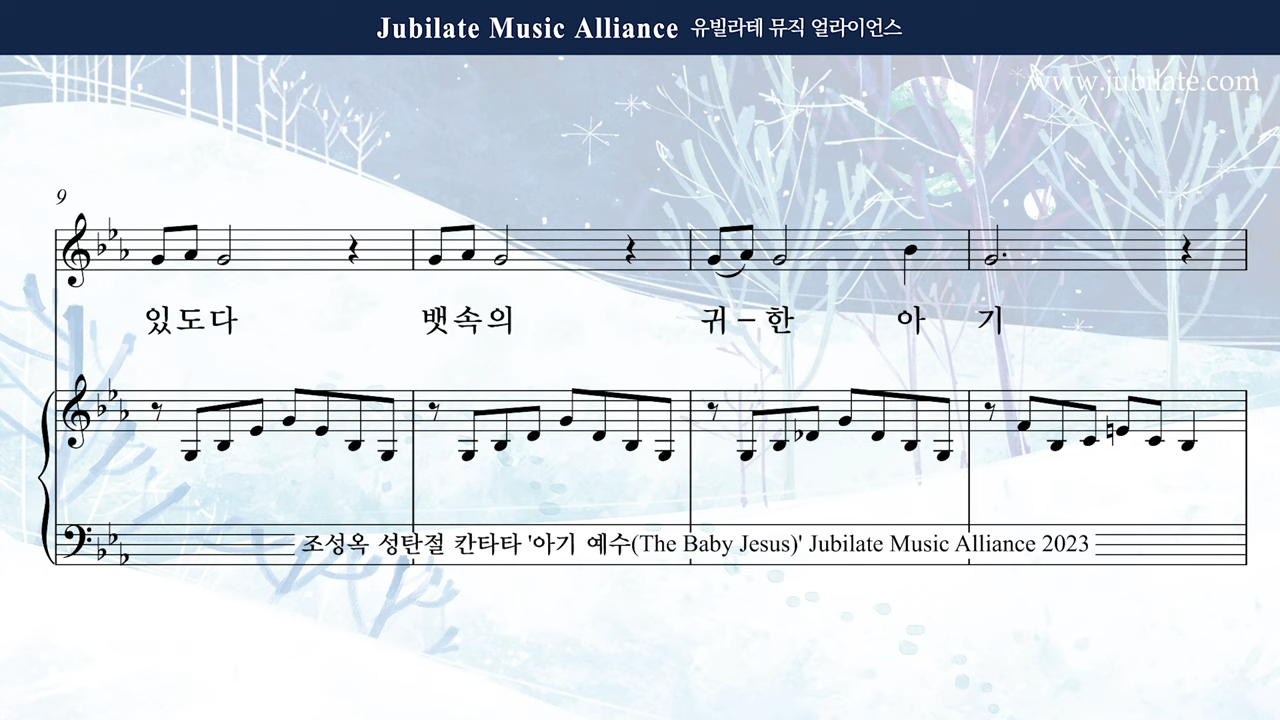 Jubilate Music Alliance 유빌라테 뮤직 얼라이언스
www.jubilate.com
9
있도다 뱃속의 귀-한 아 기
조성옥 성탄절 칸타타 '아기 예수(The Baby Jesus)' Jubilate Music Alliance 2023